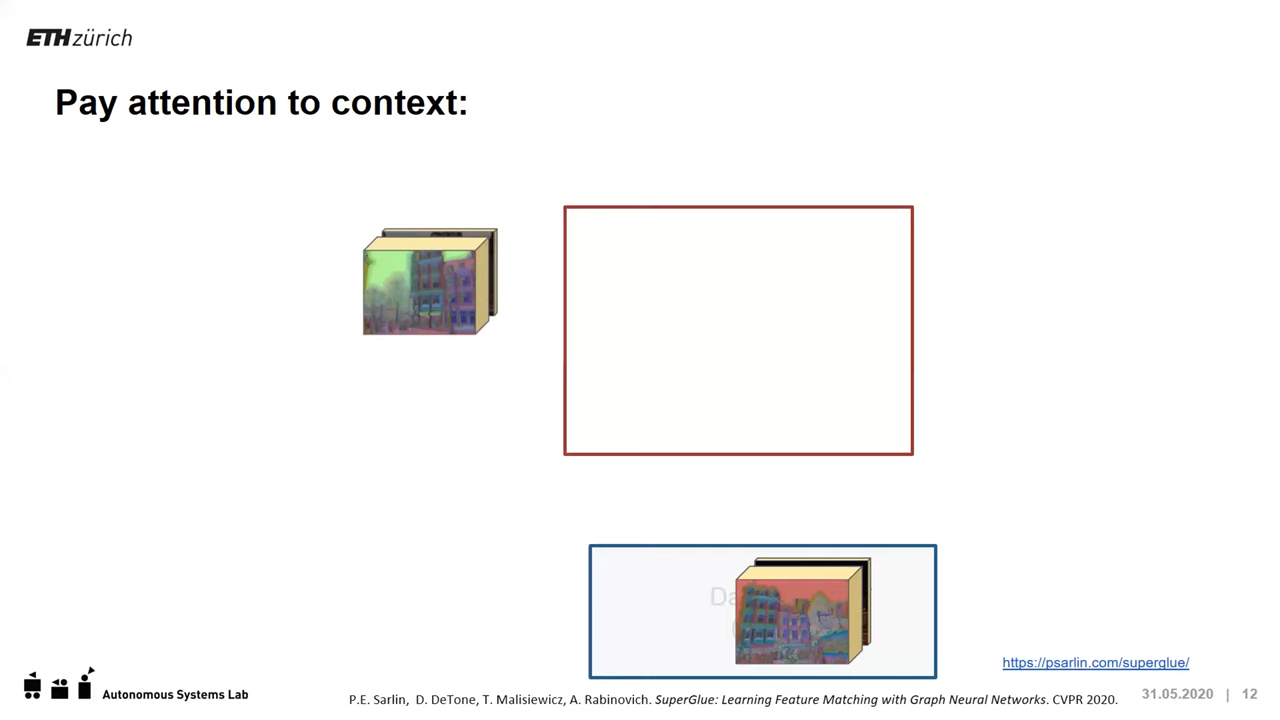 ETH zürich
Pay attention to context:
https://psarlin.com/superglue/
Autonomous Systems Lab
P.E. Sarlin, D. DeTone, T. Malisiewicz, A. Rabinovich. SuperGlue: Learning Feature Matching with Graph Neural Networks. CVPR 2020.
31.05.2020 | 12